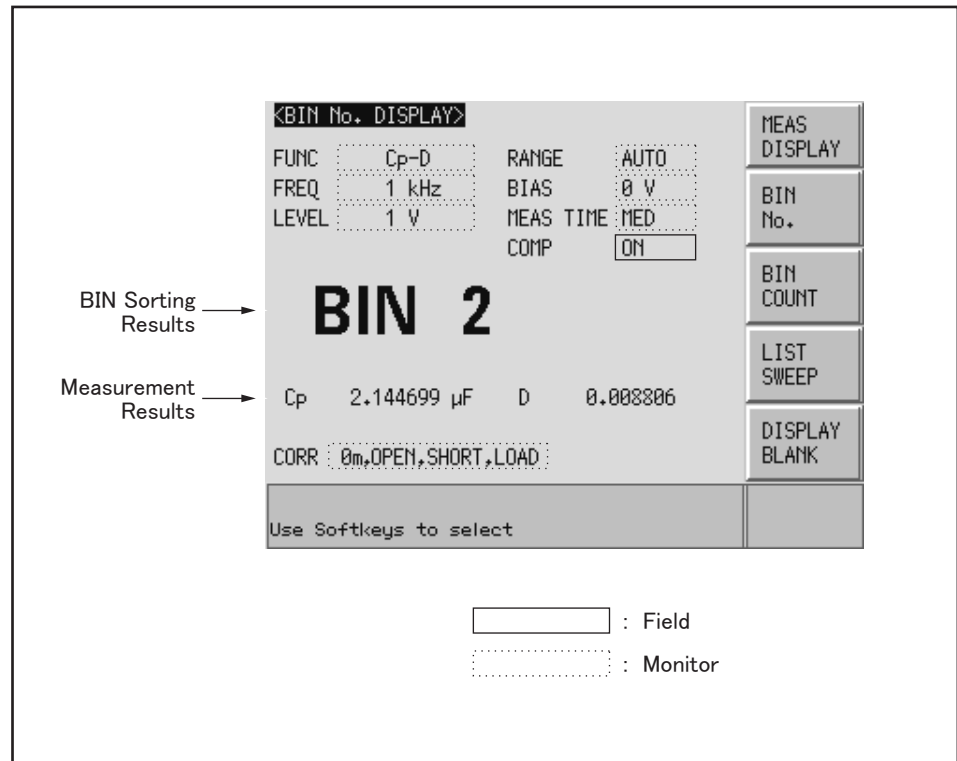 <BIN No. DISPLAY>
FUNC Cp-D RANGE AUTO
FREQ 1 kHz BIAS 0 V
LEVEL 1 V MEAS TIME MED
COMP ON
BIN Sorting
Results
BIN 2
Measurement
Results
Cp 2.144699 μF D 0.008806
CORR 0m,OPEN,SHORT,LOAD
Use Softkeys to select
MEAS
DISPLAY
BIN
No.
BIN
COUNT
LIST
SWEEP
DISPLAY
BLANK
: Field
: Monitor